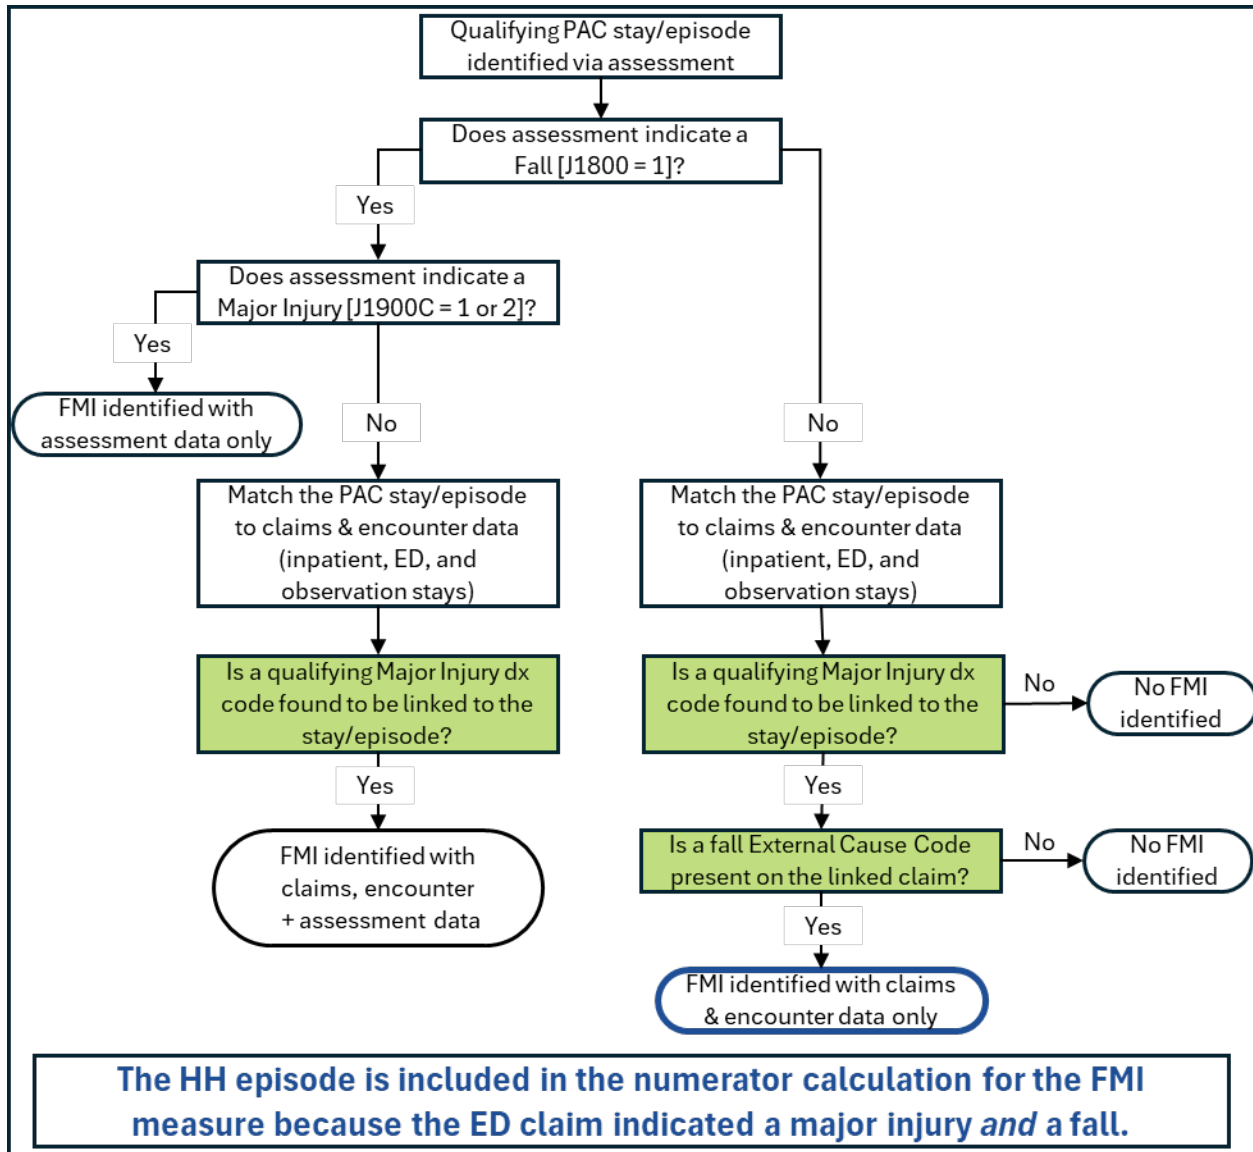 Qualifying PAC stay/episode
identified via assessment
Does assessment indicate a
Fall [J1800 = 1]?
Yes
Does assessment indicate a
Major Injury [J1900C = 1 or 2]?
Yes
FMI identified with
assessment data only
No
No
Match the PAC stay/episode
to claims & encounter data
(inpatient, ED, and
observation stays)
Match the PAC stay/episode
to claims & encounter data
(inpatient, ED, and
observation stays)
Is a qualifying Major Injury dx
code found to be linked to the
stay/episode?
Is a qualifying Major Injury dx
code found to be linked to the
stay/episode?
No
No FMI
identified
Yes
Yes
FMI identified with
claims, encounter
+ assessment data
Is a fall External Cause Code
present on the linked claim?
No
No FMI
identified
Yes
FMI identified with claims
& encounter data only
The HH episode is included in the numerator calculation for the FMI
measure because the ED claim indicated a major injury and a fall.